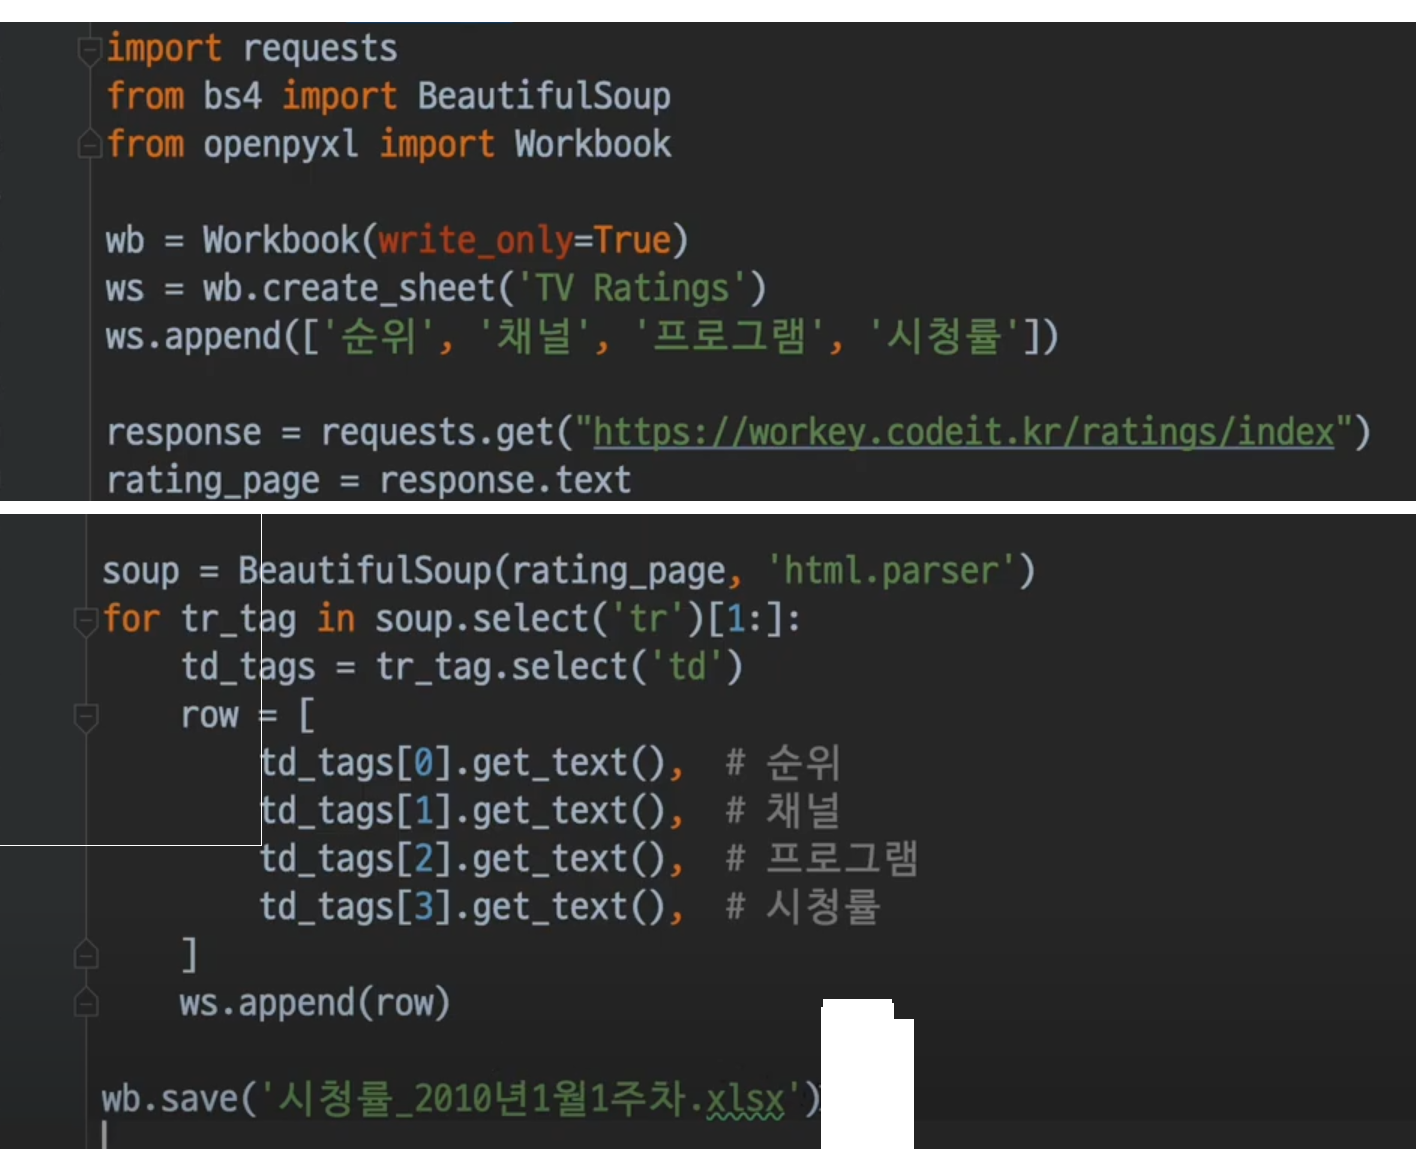 import requests
from bs4 import BeautifulSoup
from openpyxl import Workbook
wb = Workbook(write_only=True)
ws = wb.create_sheet('TV Ratings')
ws.append(['순위', '채널', '프로그램', '시청률'])
response = requests.get("https://workey.codeit.kr/ratings/index")
rating_page = response.text
soup = BeautifulSoup(rating_page, 'html.parser')
for tr_tag in soup.select('tr')[1:]:
    td_tags = tr_tag.select('td')
    row = [
        td_tags[0].get_text(),  # 순위
        td_tags[1].get_text(),  # 채널
        td_tags[2].get_text(),  # 프로그램
        td_tags[3].get_text(),  # 시청률
    ]
    ws.append(row)
wb.save('시청률_2010년1월1주차.xlsx')